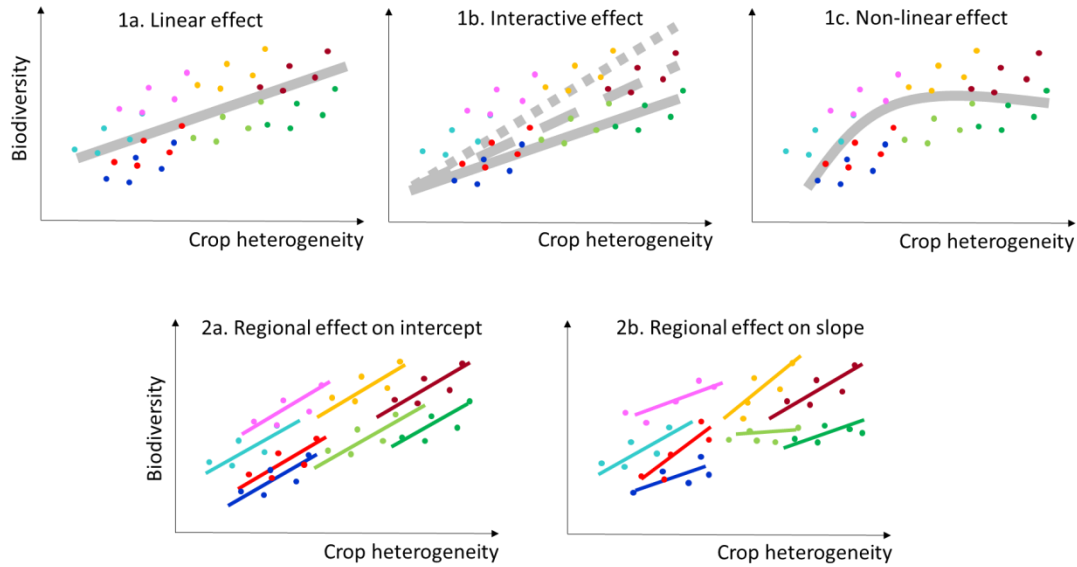 1a. Linear effect
Biodiversity
Crop heterogeneity
1b. Interactive effect
Crop heterogeneity
1c. Non-linear effect
Crop heterogeneity
2a. Regional effect on intercept
Biodiversity
Crop heterogeneity
2b. Regional effect on slope
Crop heterogeneity